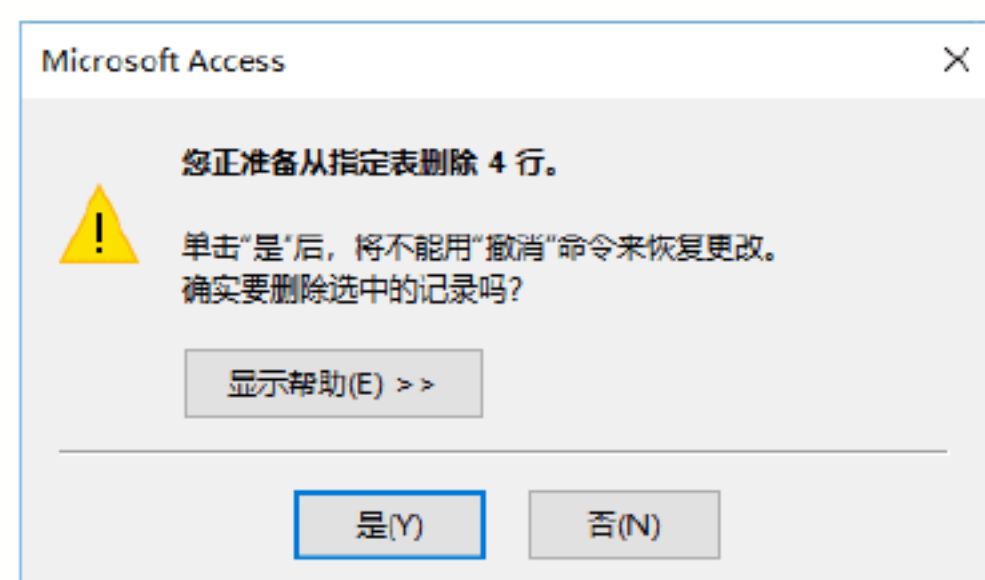 Microsoft Access
您正准备从指定表删除 4 行。
单击“是”后，将不能用“撤消”命令来恢复更改。
确实要删除选中的记录吗?
显示帮助(E) >>
是(Y)
否(N)